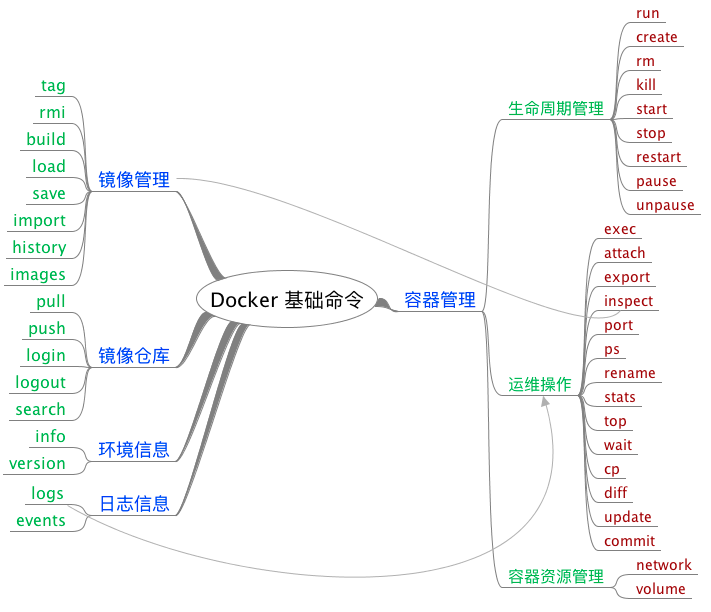 Docker 基础命令
镜像管理
tag
rmi
build
load
save
import
history
images
镜像仓库
pull
push
login
logout
search
环境信息
info
version
日志信息
logs
events
容器管理
生命周期管理
run
create
rm
kill
start
stop
restart
pause
unpause
运维操作
exec
attach
export
inspect
port
ps
rename
stats
top
wait
cp
diff
update
commit
容器资源管理
network
volume